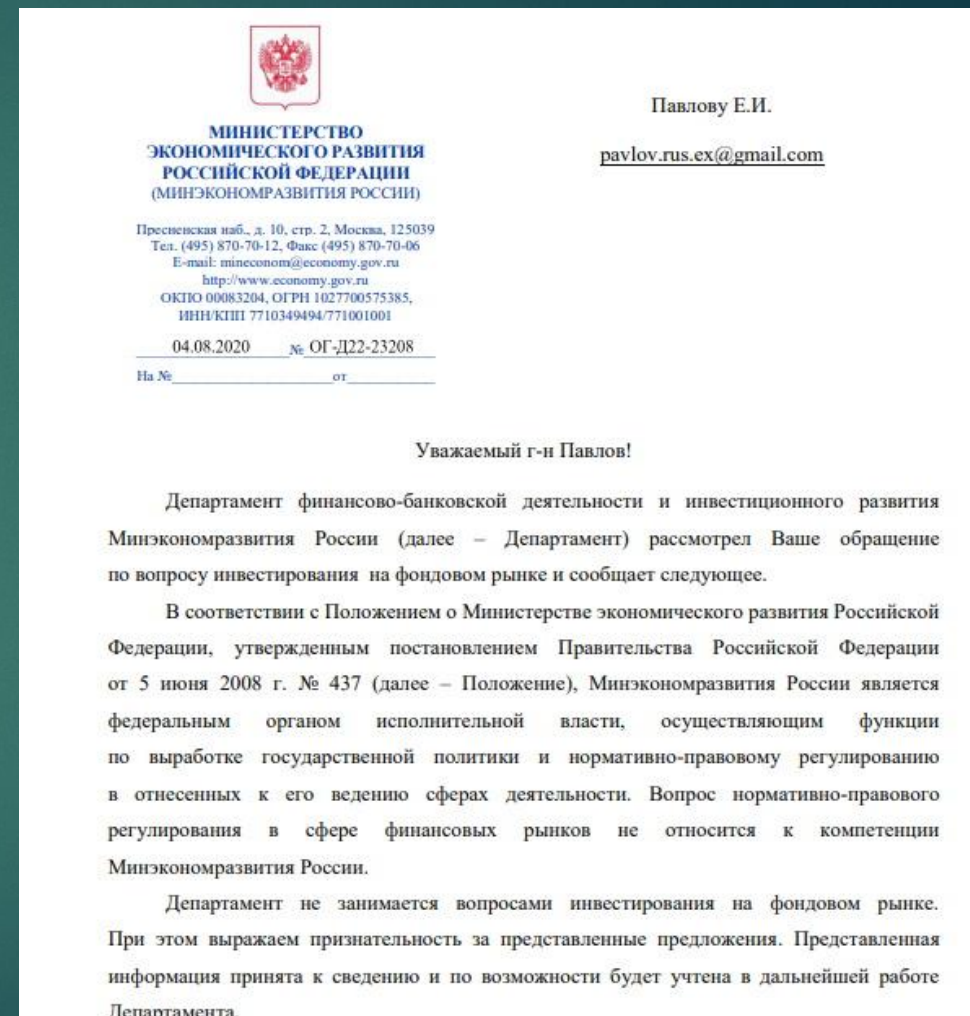 МИНИСТЕРСТВО
ЭКОНОМИЧЕСКОГО РАЗВИТИЯ
РОССИЙСКОЙ ФЕДЕРАЦИИ
(МИНЭКОНОМРАЗВИТИЯ РОССИИ)
Пресненская наб., д. 10, стр. 2, Москва, 125039
Тел. (495) 870-70-12, Факс (495) 870-70-06
E-mail: mineconom@economy.gov.ru
http://www.economy.gov.ru
ОКПО 00083204, ОГРН 1027700575385,
ИНН/КПП 7710349494/771001001
04.08.2020 № ОГ-Д22-23208
На № от
Павлову Е.И.
pavlov.rus.ex@gmail.com
Уважаемый г-н Павлов!
Департамент финансово-банковской деятельности и инвестиционного развития
Минэкономразвития России (далее – Департамент) рассмотрел Ваше обращение
по вопросу инвестирования на фондовом рынке и сообщает следующее.
В соответствии с Положением о Министерстве экономического развития Российской
Федерации, утвержденным постановлением Правительства Российской Федерации
от 5 июня 2008 г. № 437 (далее – Положение), Минэкономразвития России является
федеральным органом исполнительной власти, осуществляющим функции
по выработке государственной политики и нормативно-правовому регулированию
в отнесенных к его ведению сферах деятельности. Вопрос нормативно-правового
регулирования в сфере финансовых рынков не относится к компетенции
Минэкономразвития России.
Департамент не занимается вопросами инвестирования на фондовом рынке.
При этом выражаем признательность за представленные предложения. Представленная
информация принята к сведению и по возможности будет учтена в дальнейшей работе
Департамента.